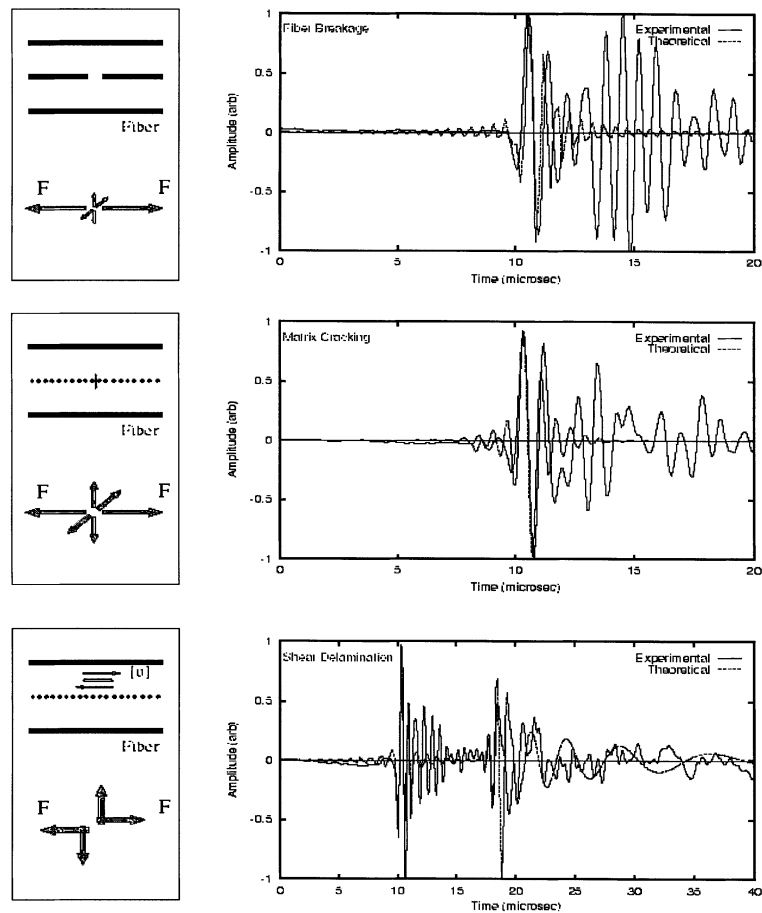 Fiber
F F
Fiber Breakage
Experimental
Theoretical
Amplitude (arb)
1
0.5
0
-0.5
-1
0 5 10 15 20
Time (microsec)
Fiber
F F
Matrix Cracking
Experimental
Theoretical
Amplitude (arb)
1
0.5
0
-0.5
-1
0 5 10 15 20
Time (microsec)
[u]
Fiber
F F
Shear Delamination
Experimental
Theoretical
Amplitude (arb)
1
0.5
0
-0.5
-1
0 5 10 15 20 25 30 35 40
Time (microsec)